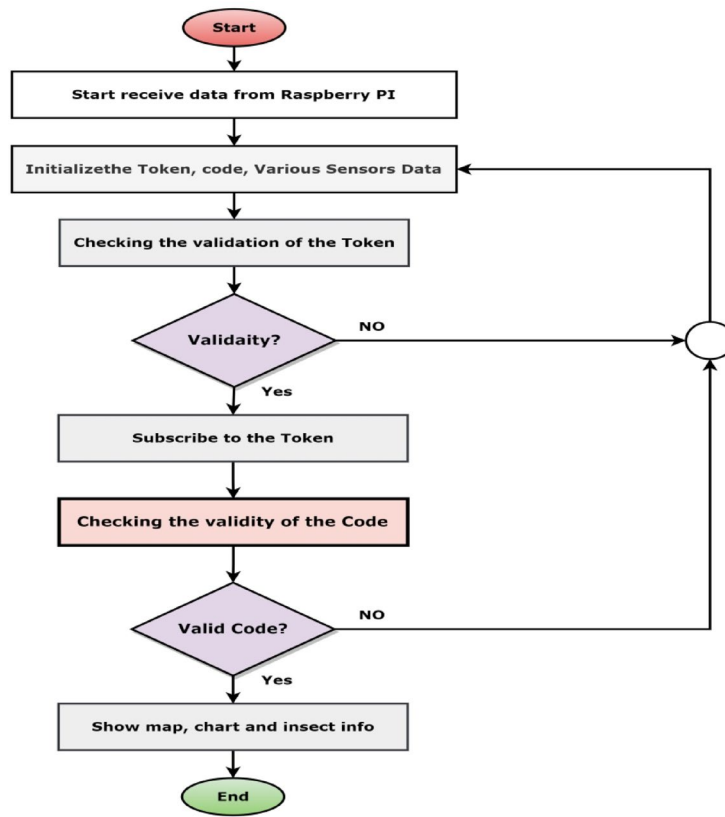 Start
Start receive data from Raspberry PI
Initializethe Token, code, Various Sensors Data
Checking the validation of the Token
Validaity?
NO
Yes
Subscribe to the Token
Checking the validity of the Code
Valid Code?
NO
Yes
Show map, chart and insect info
End